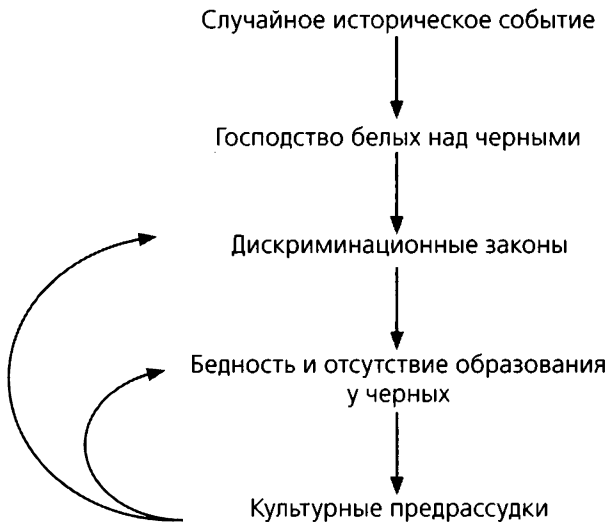 Случайное историческое событие
Господство белых над черными
Дискриминационные законы
Бедность и отсутствие образования
у черных
Культурные предрассудки